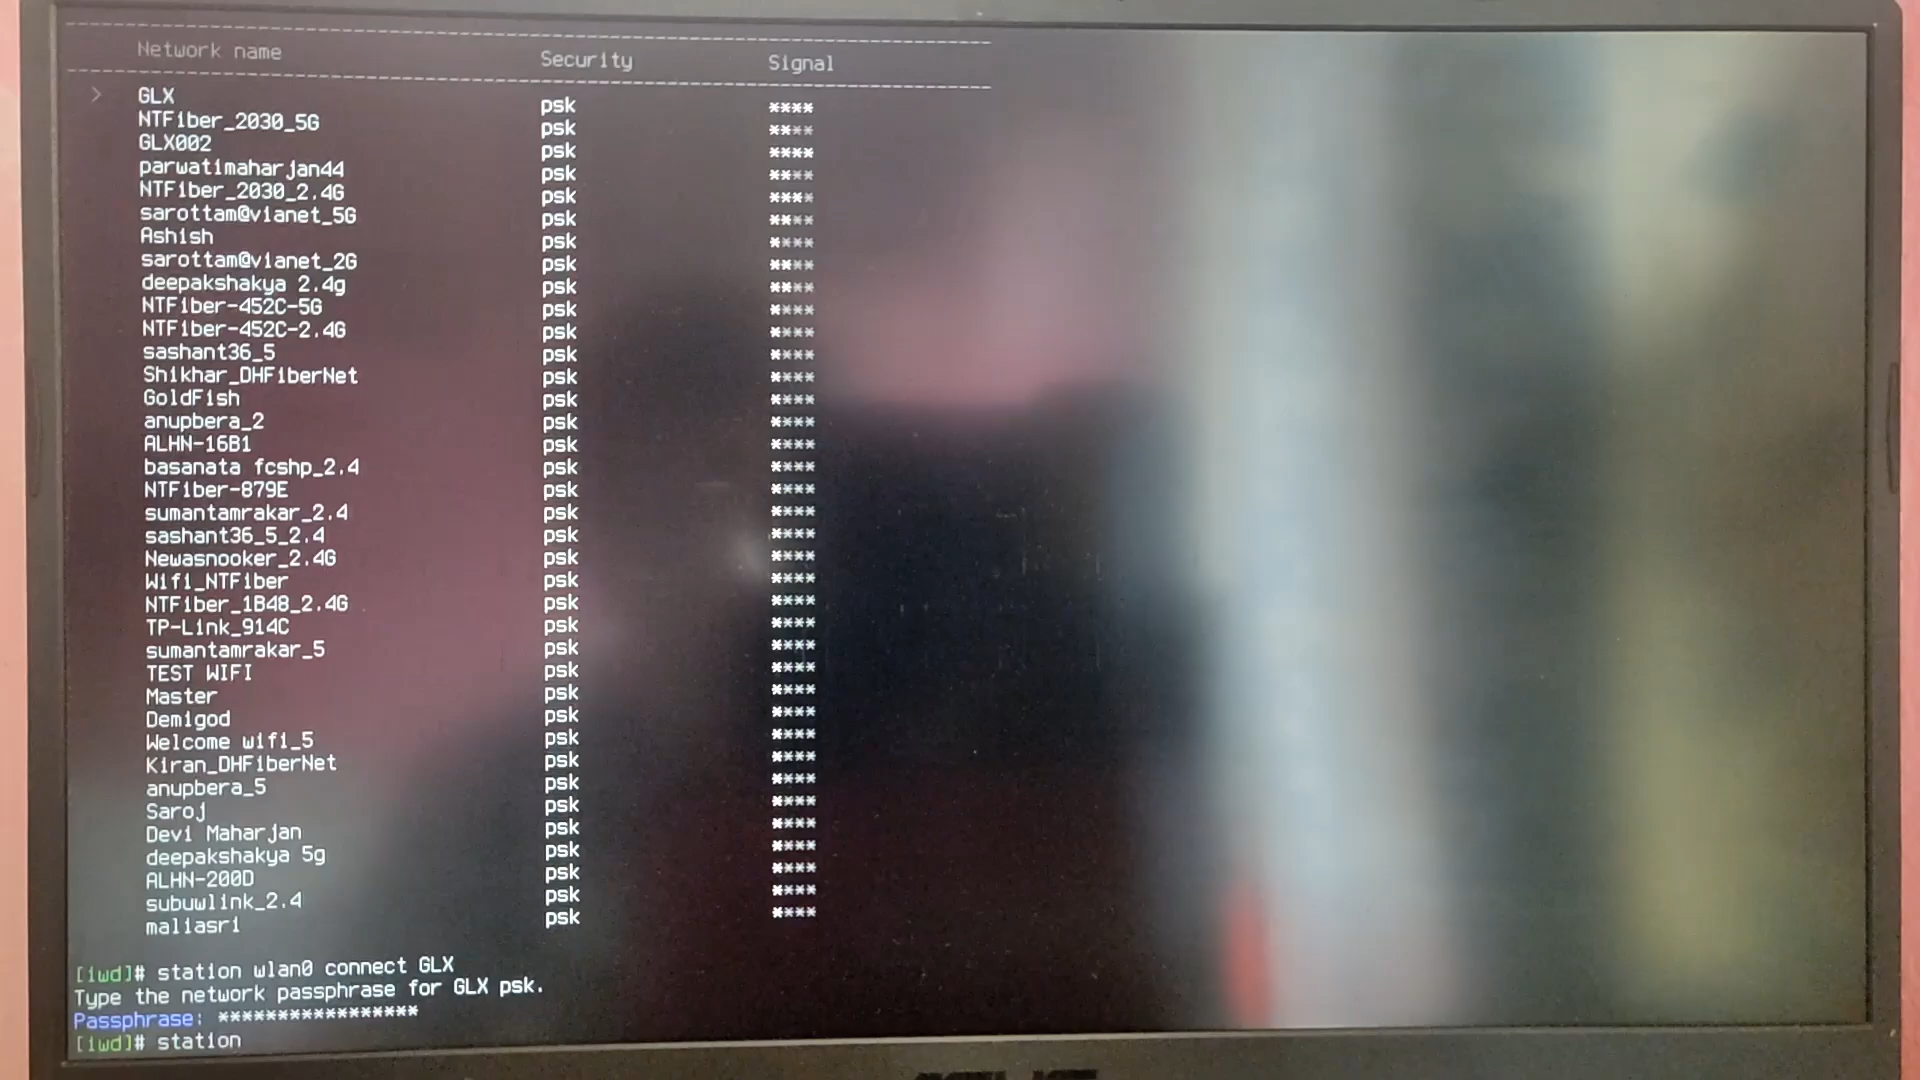 Network name Security Signal
> GLX psk ****
NTFiber_2030_5G psk ****
GLX002 psk ****
parwatimaharjan44 psk ****
NTFiber_2030_2.4G psk ****
sarottam@vianet_5G psk ****
Ashish psk ****
sarottam@vianet_2G psk ****
deepakshakya 2.4g psk ****
NTFiber-452C-5G psk ****
NTFiber-452C-2.4G psk ****
sashant36_5 psk ****
Shikhar_DHFiberNet psk ****
GoldFish psk ****
anupbera_2 psk ****
ALHN-16B1 psk ****
basanata fcshp_2.4 psk ****
NTFiber-879E psk ****
sumantamrakar_2.4 psk ****
sashant36_5_2.4 psk ****
Newasnooker_2.4G psk ****
Wifi_NTFiber psk ****
NTFiber_1B48_2.4G psk ****
TP-Link_914C psk ****
sumantamrakar_5 psk ****
TEST WIFI psk ****
Master psk ****
Demigod psk ****
Welcome wifi_5 psk ****
Kiran_DHFiberNet psk ****
anupbera_5 psk ****
Saroj psk ****
Devi Maharjan psk ****
deepakshakya 5g psk ****
ALHN-200D psk ****
subuwlink_2.4 psk ****
maliasri psk ****
[iwd]# station wlan0 connect GLX
Type the network passphrase for GLX psk.
Passphrase: *****************
[iwd]# station